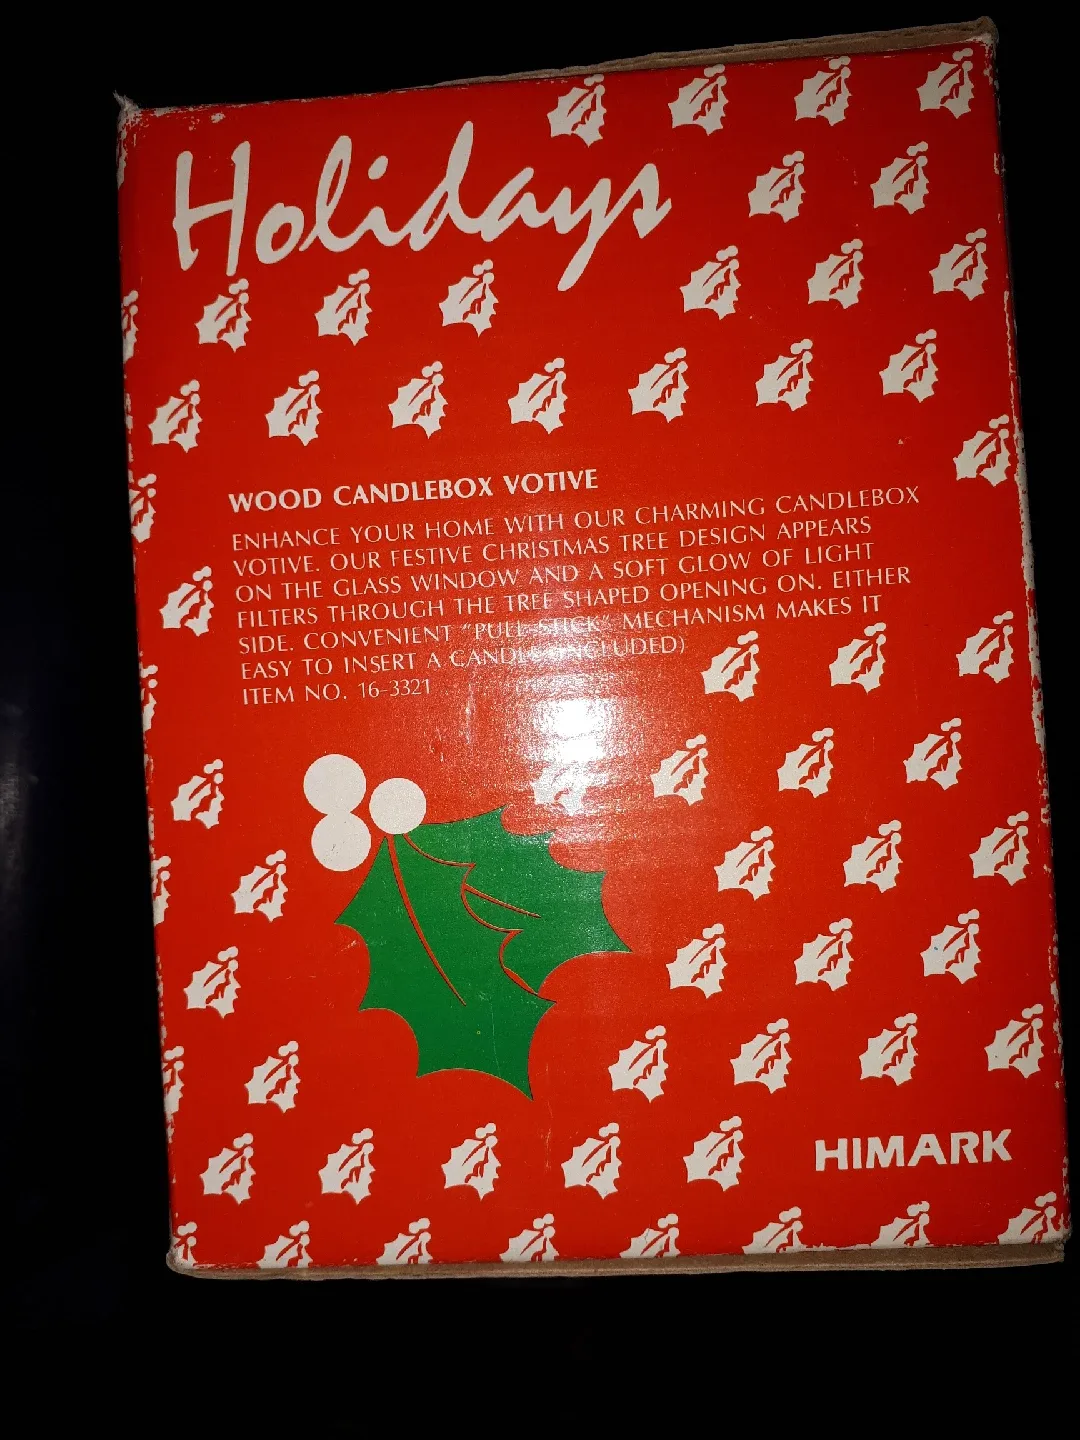 Holidays
WOOD CANDLEBOX VOTIVE
ENHANCE YOUR HOME WITH OUR CHARMING CANDLEBOX
VOTIVE. OUR FESTIVE CHRISTMAS TREE DESIGN APPEARS
ON THE GLASS WINDOW AND A SOFT GLOW OF LIGHT
FILTERS THROUGH THE TREE SHAPED OPENING ON. EITHER
SIDE. CONVENIENT "PULL-STICK" MECHANISM MAKES IT
EASY TO INSERT A CANDLE (INCLUDED)
ITEM NO. 16-3321
HIMARK